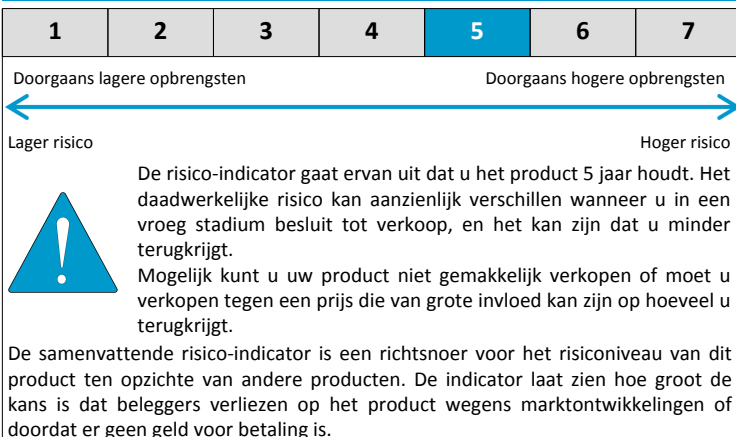 1 2 3 4 5 6 7
Doorgaans lagere opbrengsten Doorgaans hogere opbrengsten
Lager risico Hoger risico
De risico-indicator gaat ervan uit dat u het product 5 jaar houdt. Het
daadwerkelijke risico kan aanzienlijk verschillen wanneer u in een
vroeg stadium besluit tot verkoop, en het kan zijn dat u minder
terugkrijgt.
Mogelijk kunt u uw product niet gemakkelijk verkopen of moet u
verkopen tegen een prijs die van grote invloed kan zijn op hoeveel u
terugkrijgt.
De samenvattende risico-indicator is een richtsnoer voor het risiconiveau van dit
product ten opzichte van andere producten. De indicator laat zien hoe groot de
kans is dat beleggers verliezen op het product wegens marktontwikkelingen of
doordat er geen geld voor betaling is.